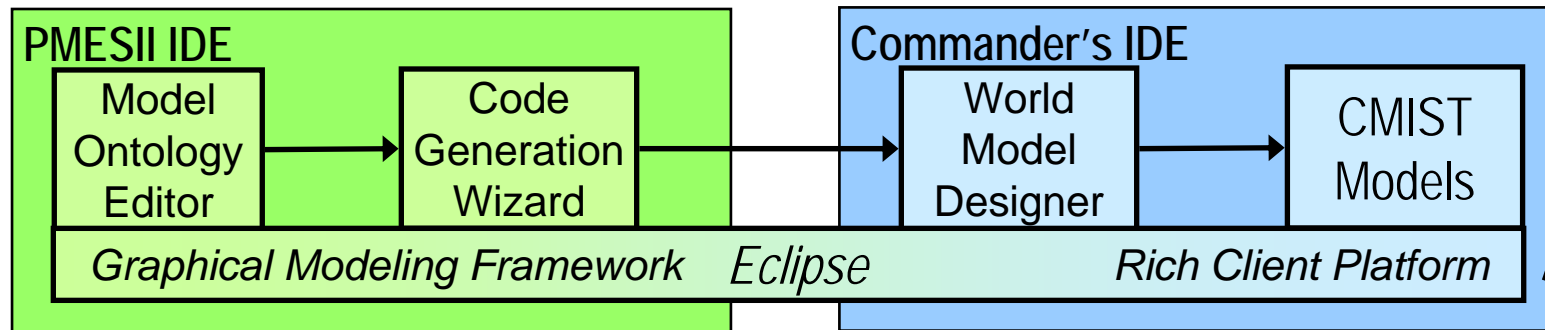 PMESII IDE
Commander's IDE
Model
Ontology
Editor
Code
Generation
Wizard
World
Model
Designer
CMIST
Models
Graphical Modeling Framework Eclipse Rich Client Platform